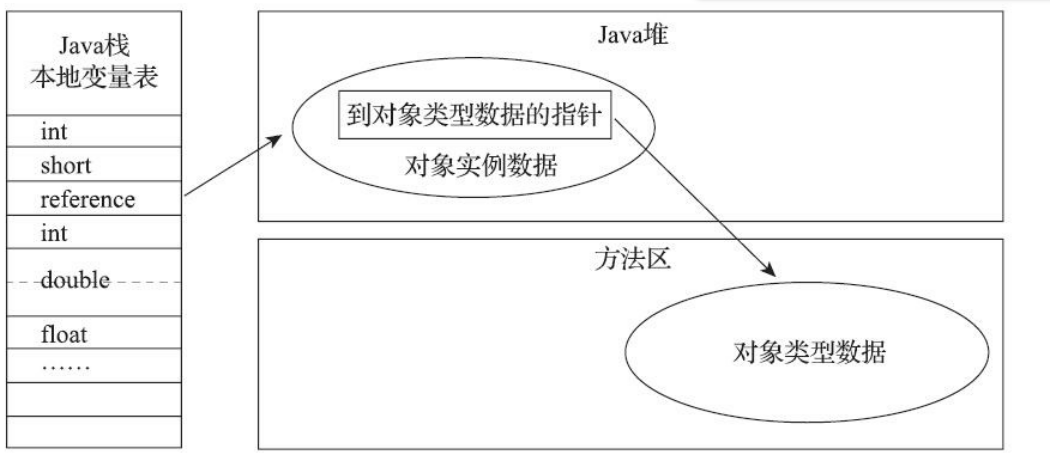 Java栈
本地变量表
int
short
reference
int
double
float
……
Java堆
到对象类型数据的指针
对象实例数据
方法区
对象类型数据